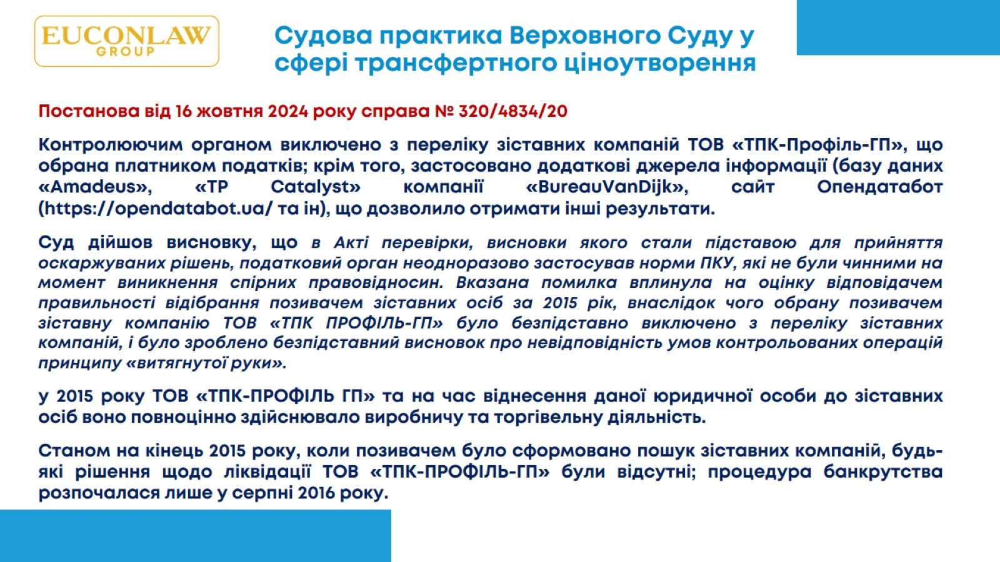 EUCONLAW
GROUP
Судова практика Верховного Суду у
сфері трансфертного ціноутворення
Постанова від 16 жовтня 2024 року справа № 320/4834/20
Контролюючим органом виключено з переліку зіставних компаній ТОВ «ТПК-Профіль-ГП», що
обрана платником податків; крім того, застосовано додаткові джерела інформації (базу даних
«Amadeus», «TP Catalyst» компанії «BureauVanDijk», сайт Опендатабот
(https://opendatabot.ua/ та ін), що дозволило отримати інші результати.
Суд дійшов висновку, що в Акті перевірки, висновки якого стали підставою для прийняття
оскаржуваних рішень, податковий орган неодноразово застосував норми ПКУ, які не були чинними на
момент виникнення спірних правовідносин. Вказана помилка вплинула на оцінку відповідачем
правильності відібрання позивачем зіставних осіб за 2015 рік, внаслідок чого обрану позивачем
зіставну компанію ТОВ «ТПК ПРОФІЛЬ-ГП» було безпідставно виключено з переліку зіставних
компаній, і було зроблено безпідставний висновок про невідповідність умов контрольованих операцій
принципу «витягнутої руки».
у 2015 року ТОВ «ТПК-ПРОФІЛЬ ГП» та на час віднесення даної юридичної особи до зіставних
осіб воно повноцінно здійснювало виробничу та торгівельну діяльність.
Станом на кінець 2015 року, коли позивачем було сформовано пошук зіставних компаній, будь-
які рішення щодо ліквідації ТОВ «ТПК-ПРОФІЛЬ-ГП» були відсутні; процедура банкрутства
розпочалася лише у серпні 2016 року.